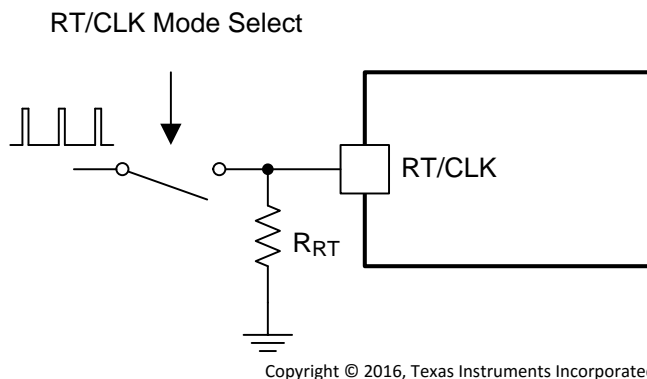 RT/CLK Mode Select
RT/CLK
RRT
Copyright © 2016, Texas Instruments Incorporated